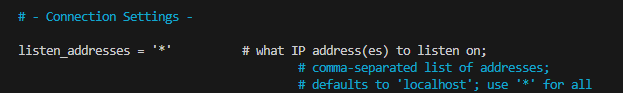 # - Connection Settings -
listen_addresses = '*' # what IP address(es) to listen on;
# comma-separated list of addresses;
# defaults to 'localhost'; use '*' for all